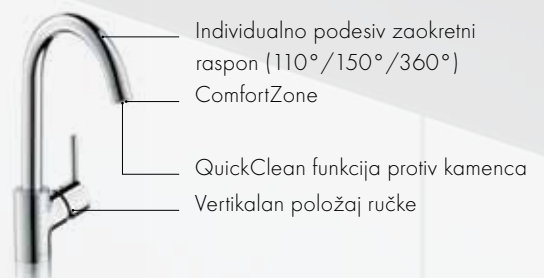 Individualno podesiv zaokretni
raspon (110°/150°/360°)
ComfortZone
QuickClean funkcija protiv kamenca
Vertikalan položaj ručke